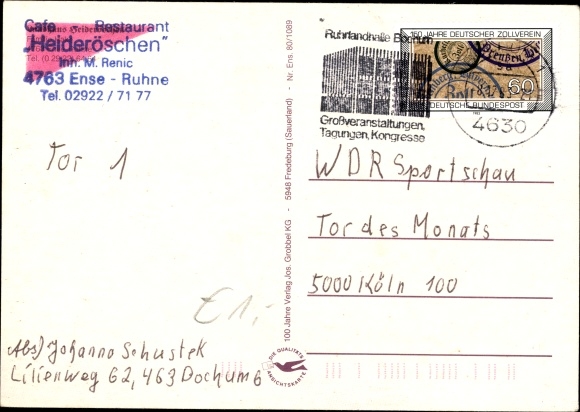 Cafe Restaurant
„Heideröschen"
Inh. M. Renic
4763 Ense - Ruhne
Tel. 02922 / 71 77
Nr. Ens. 80/1089
5948 Fredeburg (Sauerland)
100 Jahre Verlag Jos. Grobbel KG
Ruhrlandhalle Bochum
Großveranstaltungen,
Tagungen, Kongresse
150 JAHRE DEUTSCHER ZOLLVEREIN
60
DEUTSCHE BUNDESPOST
4630
Tor 1
WDR Sportschau
Tor des Monats
5000 Köln 100
£1,-
Abs) Johanno Schustek
Lilienweg 62, 463 Bochum 6
DIE QUALITÄTS
ANSICHTSKARTE